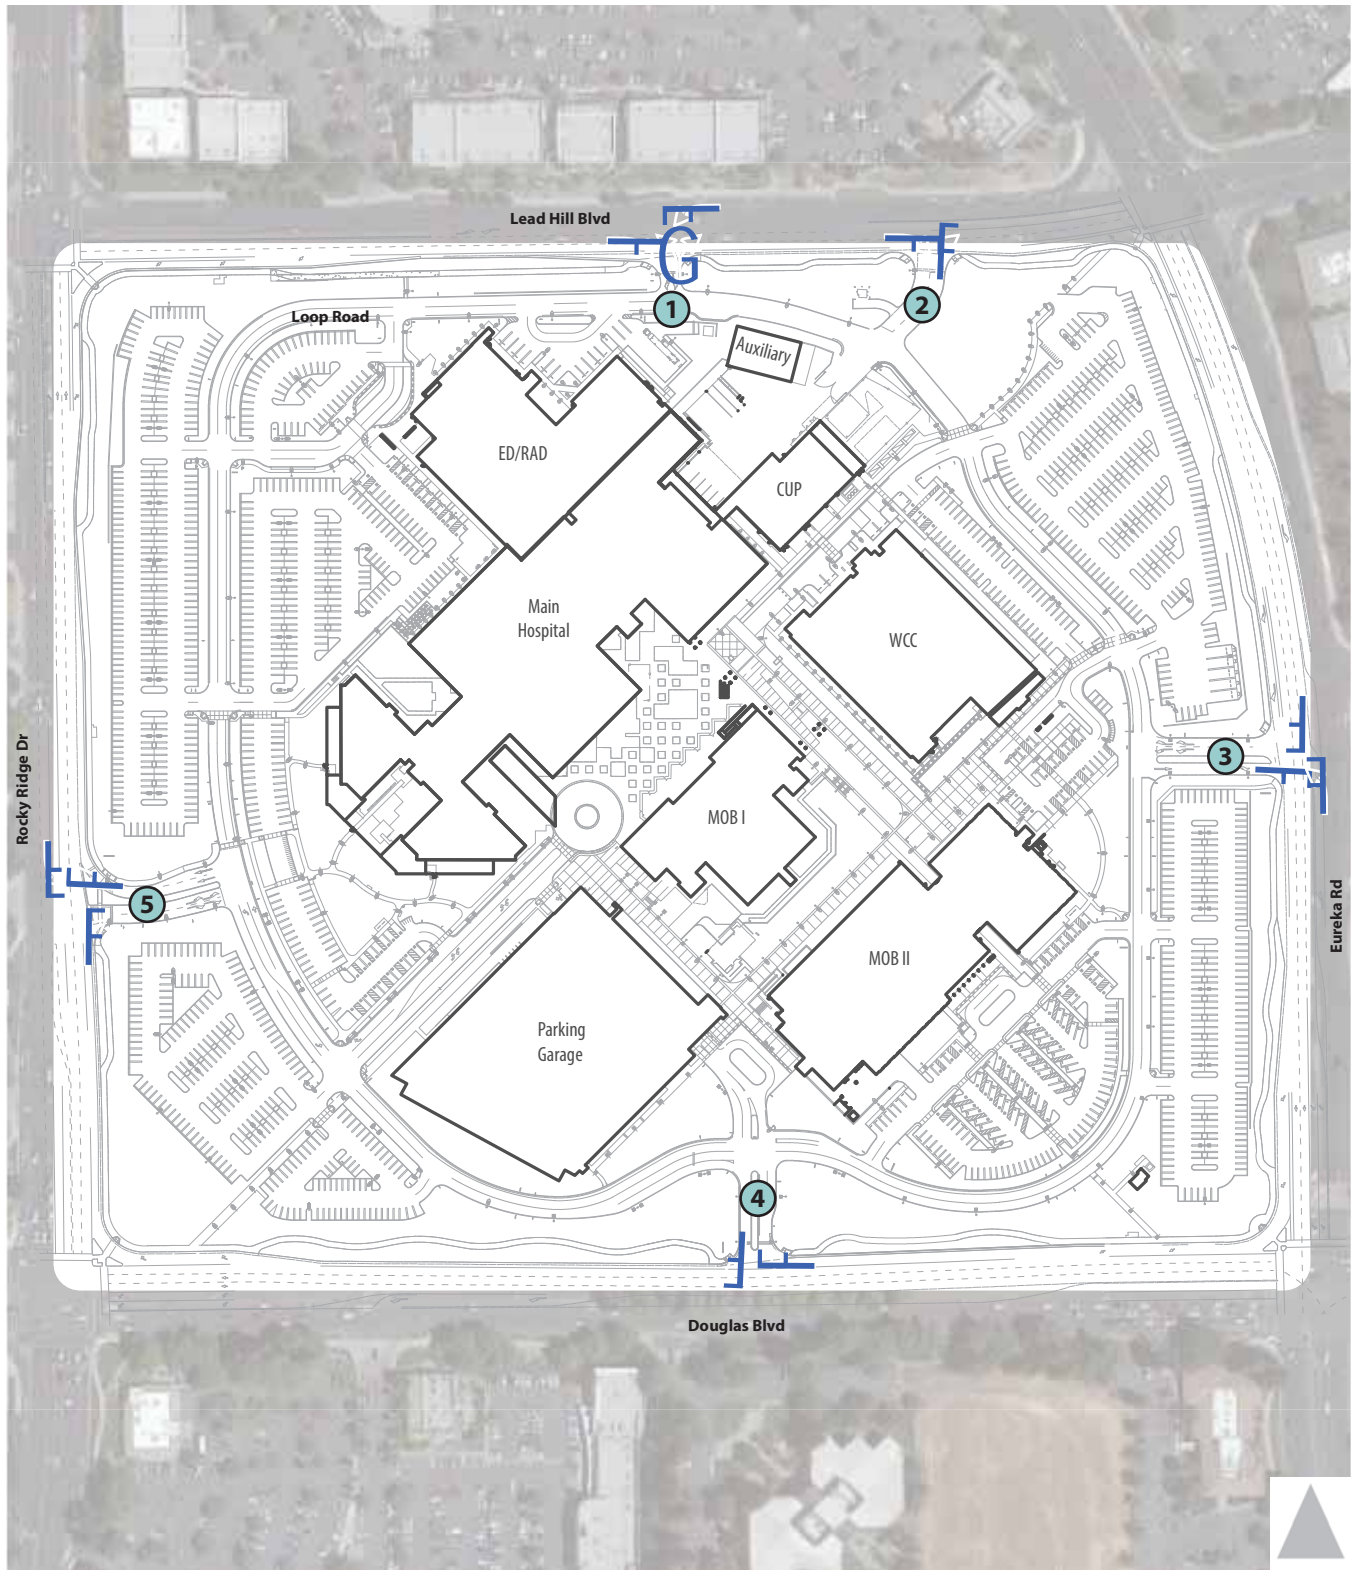 Lead Hill Blvd
G
1
2
Loop Road
Auxiliary
ED/RAD
CUP
Main
Hospital
WCC
Rocky Ridge Dr
3
MOB I
5
Eureka Rd
MOB II
Parking
Garage
4
Douglas Blvd